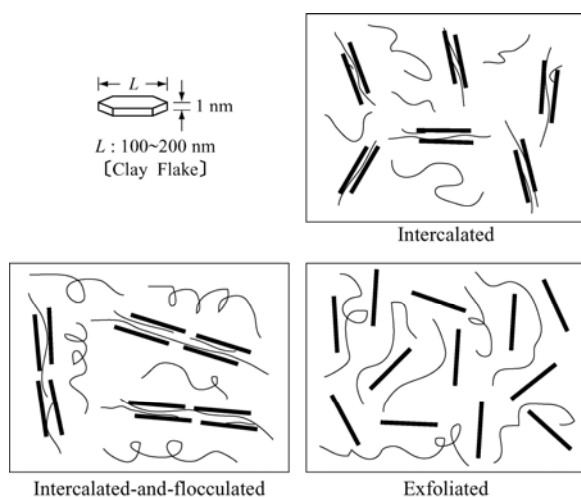 L
1 nm
L : 100~200 nm
〔Clay Flake〕
Intercalated
Intercalated-and-flocculated
Exfoliated